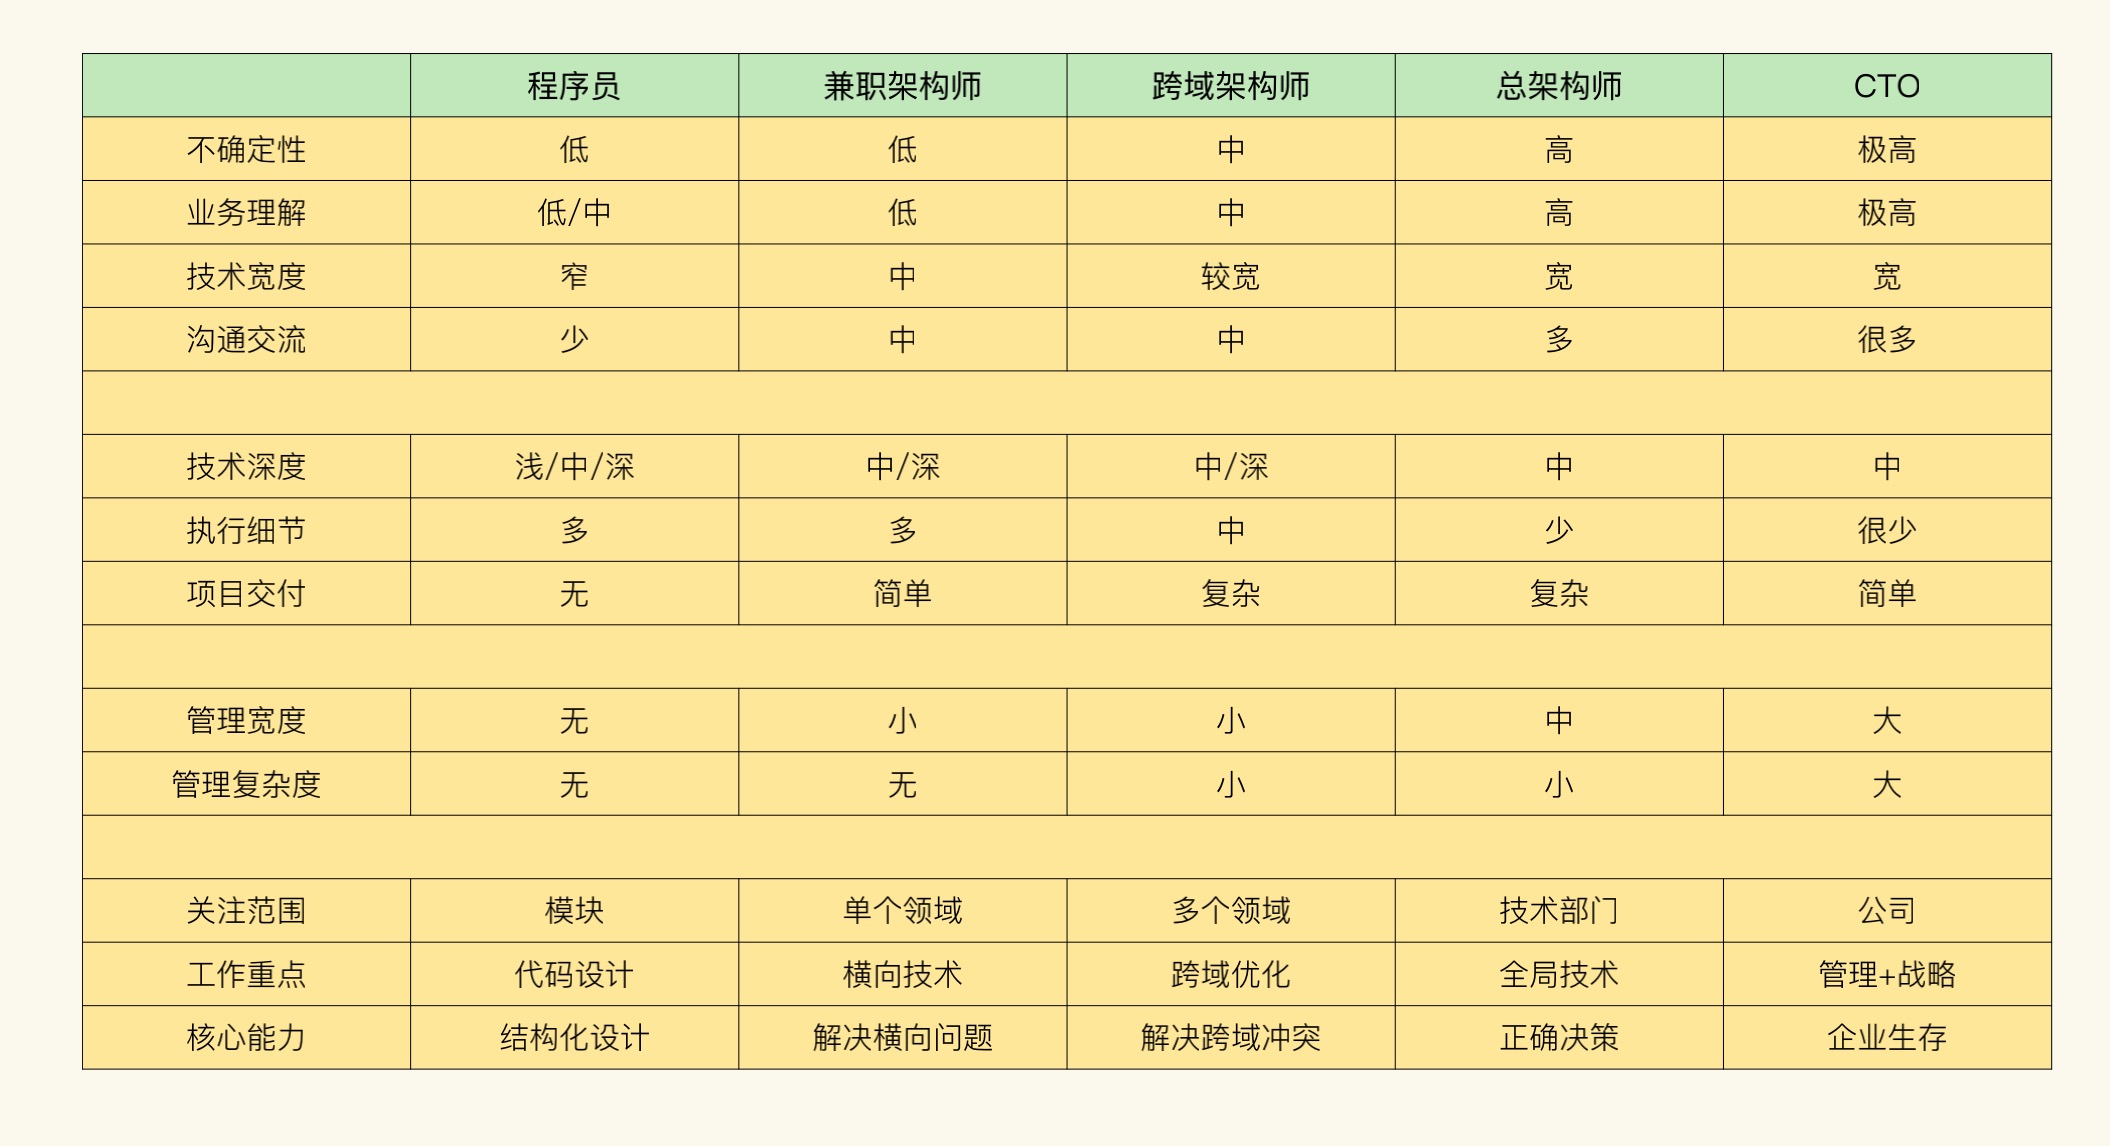 程序员 兼职架构师 跨域架构师 总架构师 CTO
不确定性 低 低 中 高 极高
业务理解 低/中 低 中 高 极高
技术宽度 窄 中 较宽 宽 宽
沟通交流 少 中 中 多 很多
技术深度 浅/中/深 中/深 中/深 中 中
执行细节 多 多 中 少 很少
项目交付 无 简单 复杂 复杂 简单
管理宽度 无 小 小 中 大
管理复杂度 无 无 小 小 大
关注范围 模块 单个领域 多个领域 技术部门 公司
工作重点 代码设计 横向技术 跨域优化 全局技术 管理+战略
核心能力 结构化设计 解决横向问题 解决跨域冲突 正确决策 企业生存